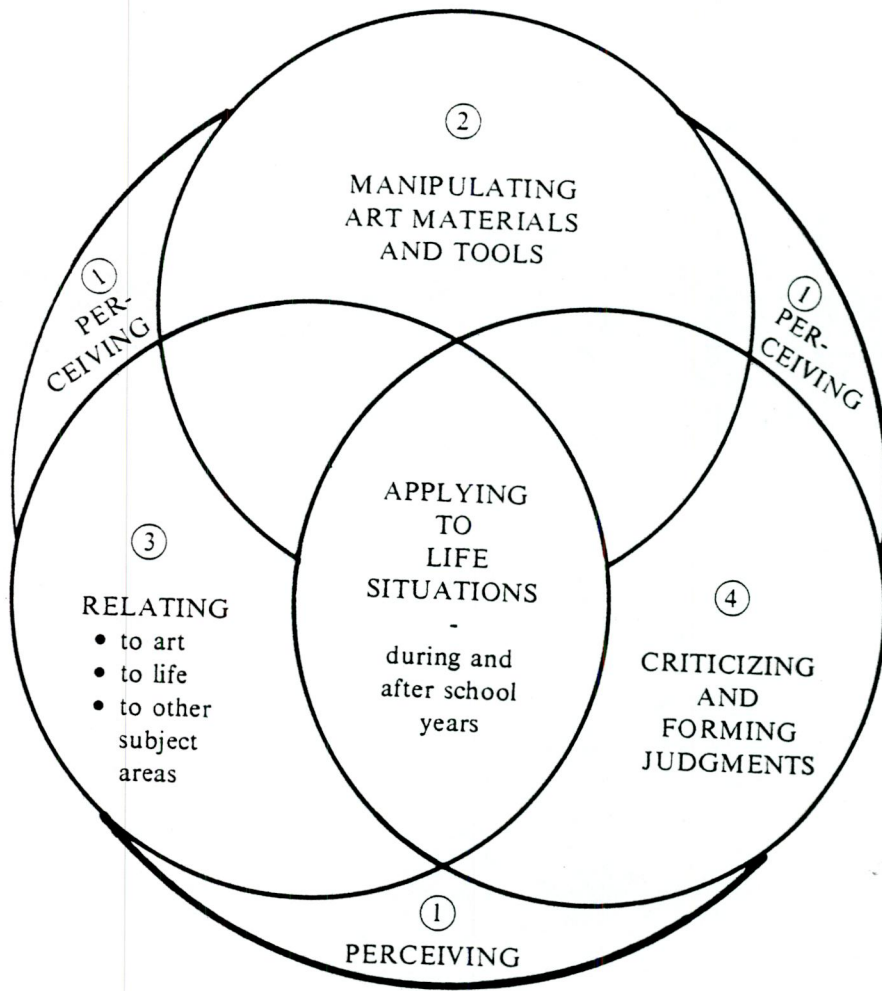 2
MANIPULATING
ART MATERIALS
AND TOOLS
1
PER-
CEIVING
1
PER-
CEIVING
3
RELATING
• to art
• to life
• to other
subject
areas
APPLYING
TO
LIFE
SITUATIONS
-
during and
after school
years
4
CRITICIZING
AND
FORMING
JUDGMENTS
1
PERCEIVING